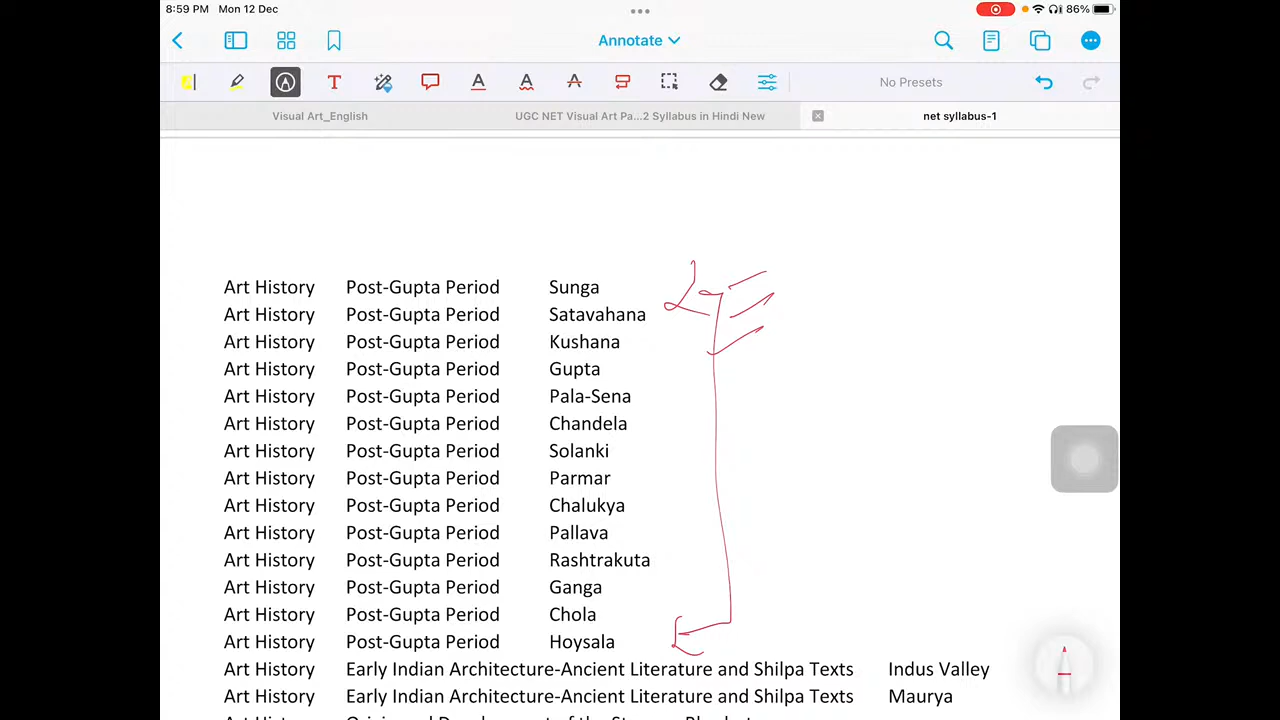 8:59 PM Mon 12 Dec 86%
Annotate
T A A A No Presets
Visual Art_English UGC NET Visual Art Pa...2 Syllabus in Hindi New net syllabus-1
Art History Post-Gupta Period Sunga
Art History Post-Gupta Period Satavahana
Art History Post-Gupta Period Kushana
Art History Post-Gupta Period Gupta
Art History Post-Gupta Period Pala-Sena
Art History Post-Gupta Period Chandela
Art History Post-Gupta Period Solanki
Art History Post-Gupta Period Parmar
Art History Post-Gupta Period Chalukya
Art History Post-Gupta Period Pallava
Art History Post-Gupta Period Rashtrakuta
Art History Post-Gupta Period Ganga
Art History Post-Gupta Period Chola
Art History Post-Gupta Period Hoysala
Art History Early Indian Architecture-Ancient Literature and Shilpa Texts Indus Valley
Art History Early Indian Architecture-Ancient Literature and Shilpa Texts Maurya